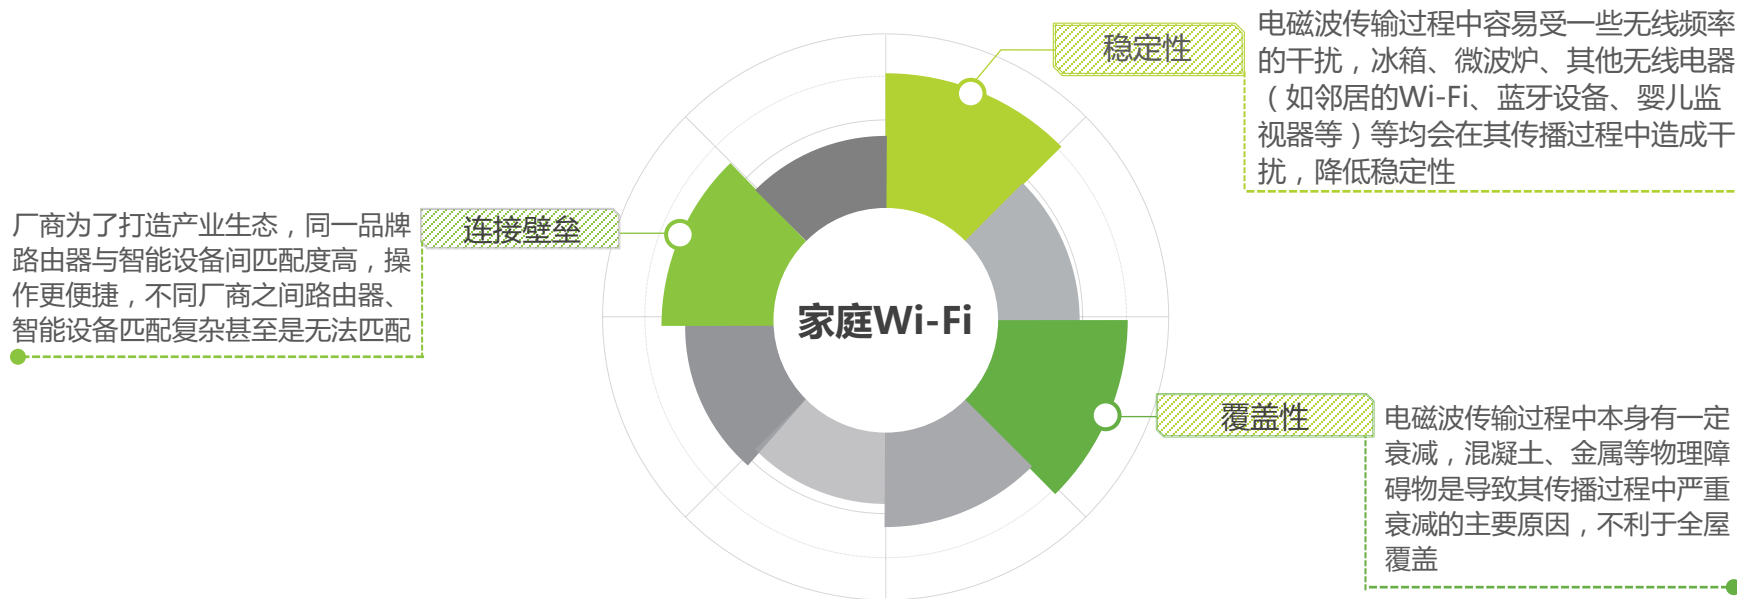 稳定性
电磁波传输过程中容易受一些无线频率
的干扰，冰箱、微波炉、其他无线电器
（如邻居的Wi-Fi、蓝牙设备、婴儿监
视器等）等均会在其传播过程中造成干
扰，降低稳定性
连接壁垒
厂商为了打造产业生态，同一品牌
路由器与智能设备间匹配度高，操
作更便捷，不同厂商之间路由器、
智能设备匹配复杂甚至是无法匹配
家庭Wi-Fi
覆盖性
电磁波传输过程中本身有一定
衰减，混凝土、金属等物理障
碍物是导致其传播过程中严重
衰减的主要原因，不利于全屋
覆盖